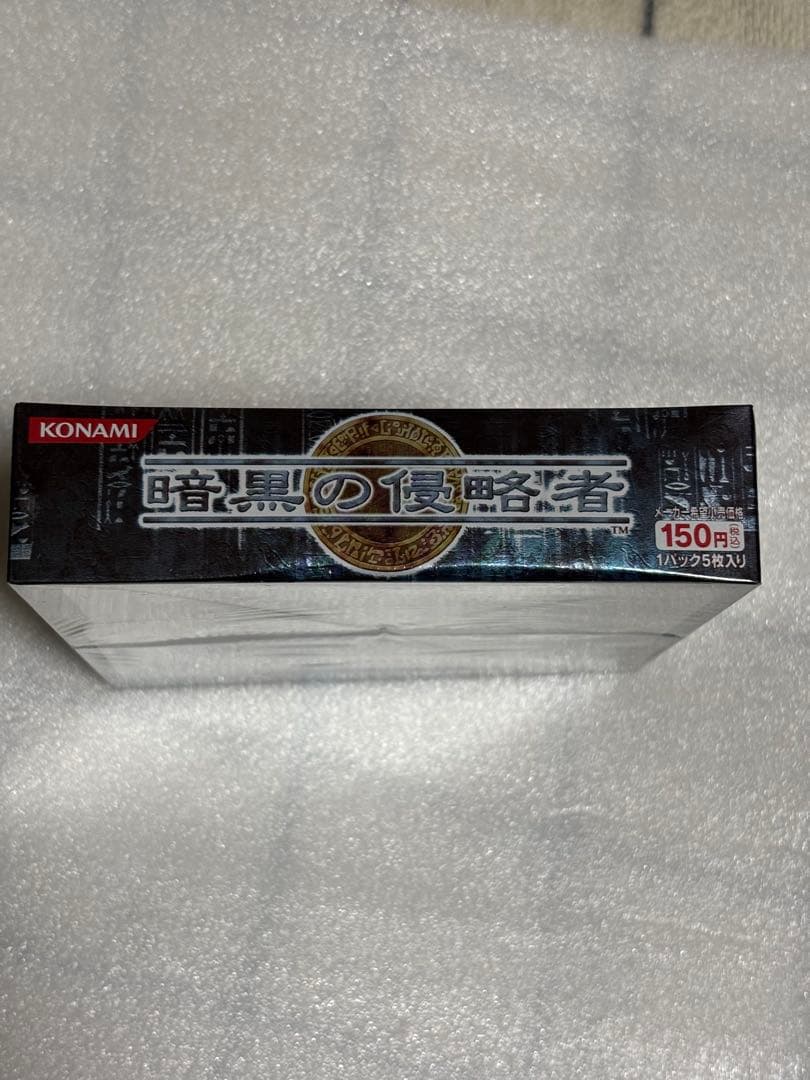 KONAMI
暗黒の侵略者
TM
メーカー希望小売価格
150円(税込)
1パック5枚入り